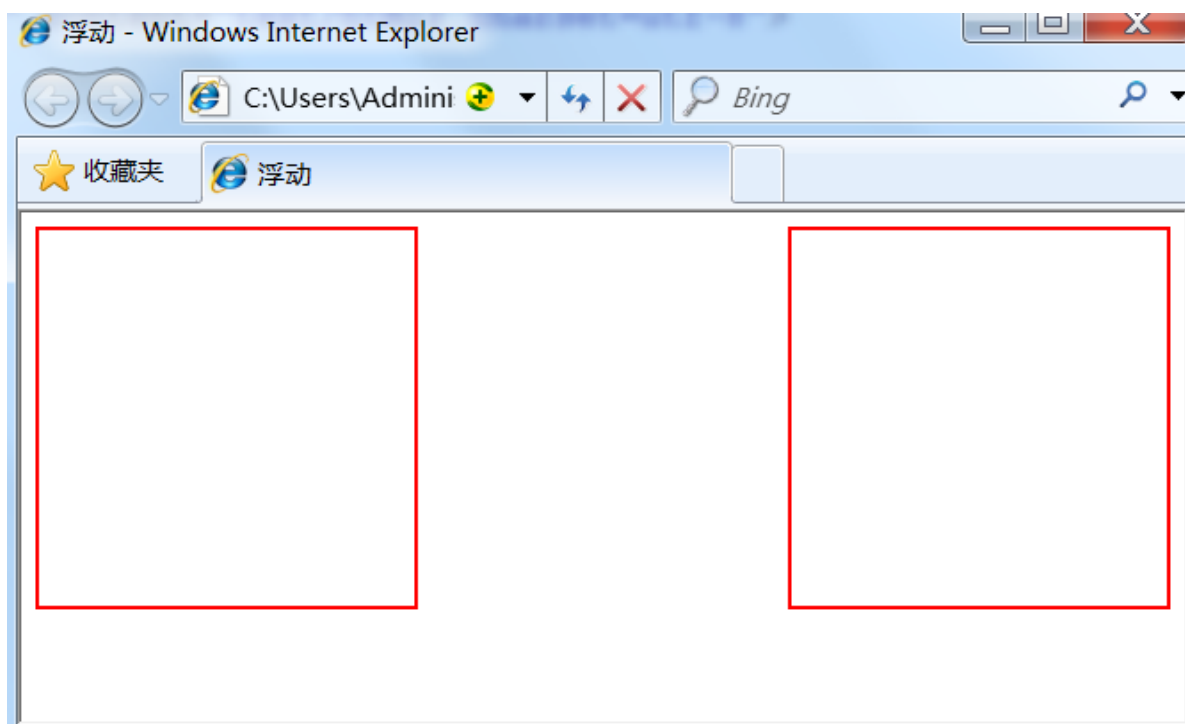 浮动 - Windows Internet Explorer
C:\Users\Admini
Bing
收藏夹
浮动